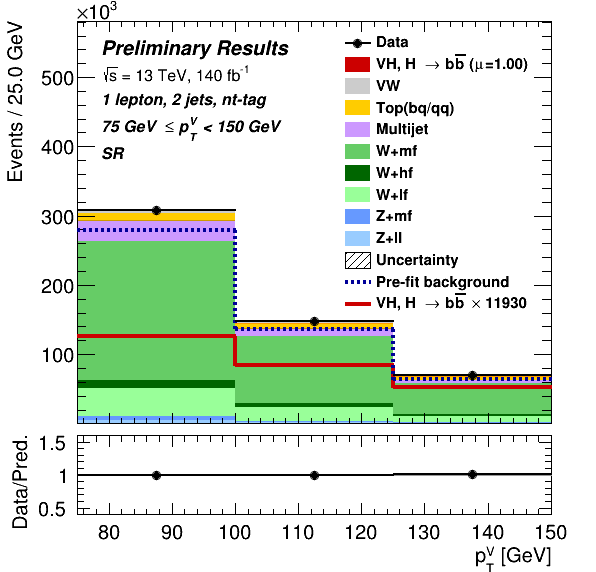 ×10³
Events / 25.0 GeV
500
400
300
200
100
Preliminary Results
√s = 13 TeV, 140 fb⁻¹
1 lepton, 2 jets, nt-tag
75 GeV ≤ p_T^V < 150 GeV
SR
Data
VH, H → bb̅ (μ=1.00)
VW
Top(bq/qq)
Multijet
W+mf
W+hf
W+lf
Z+mf
Z+ll
Uncertainty
Pre-fit background
VH, H → bb̅ × 11930
Data/Pred.
1.5
1
0.5
80 90 100 110 120 130 140 150
p_T^V [GeV]